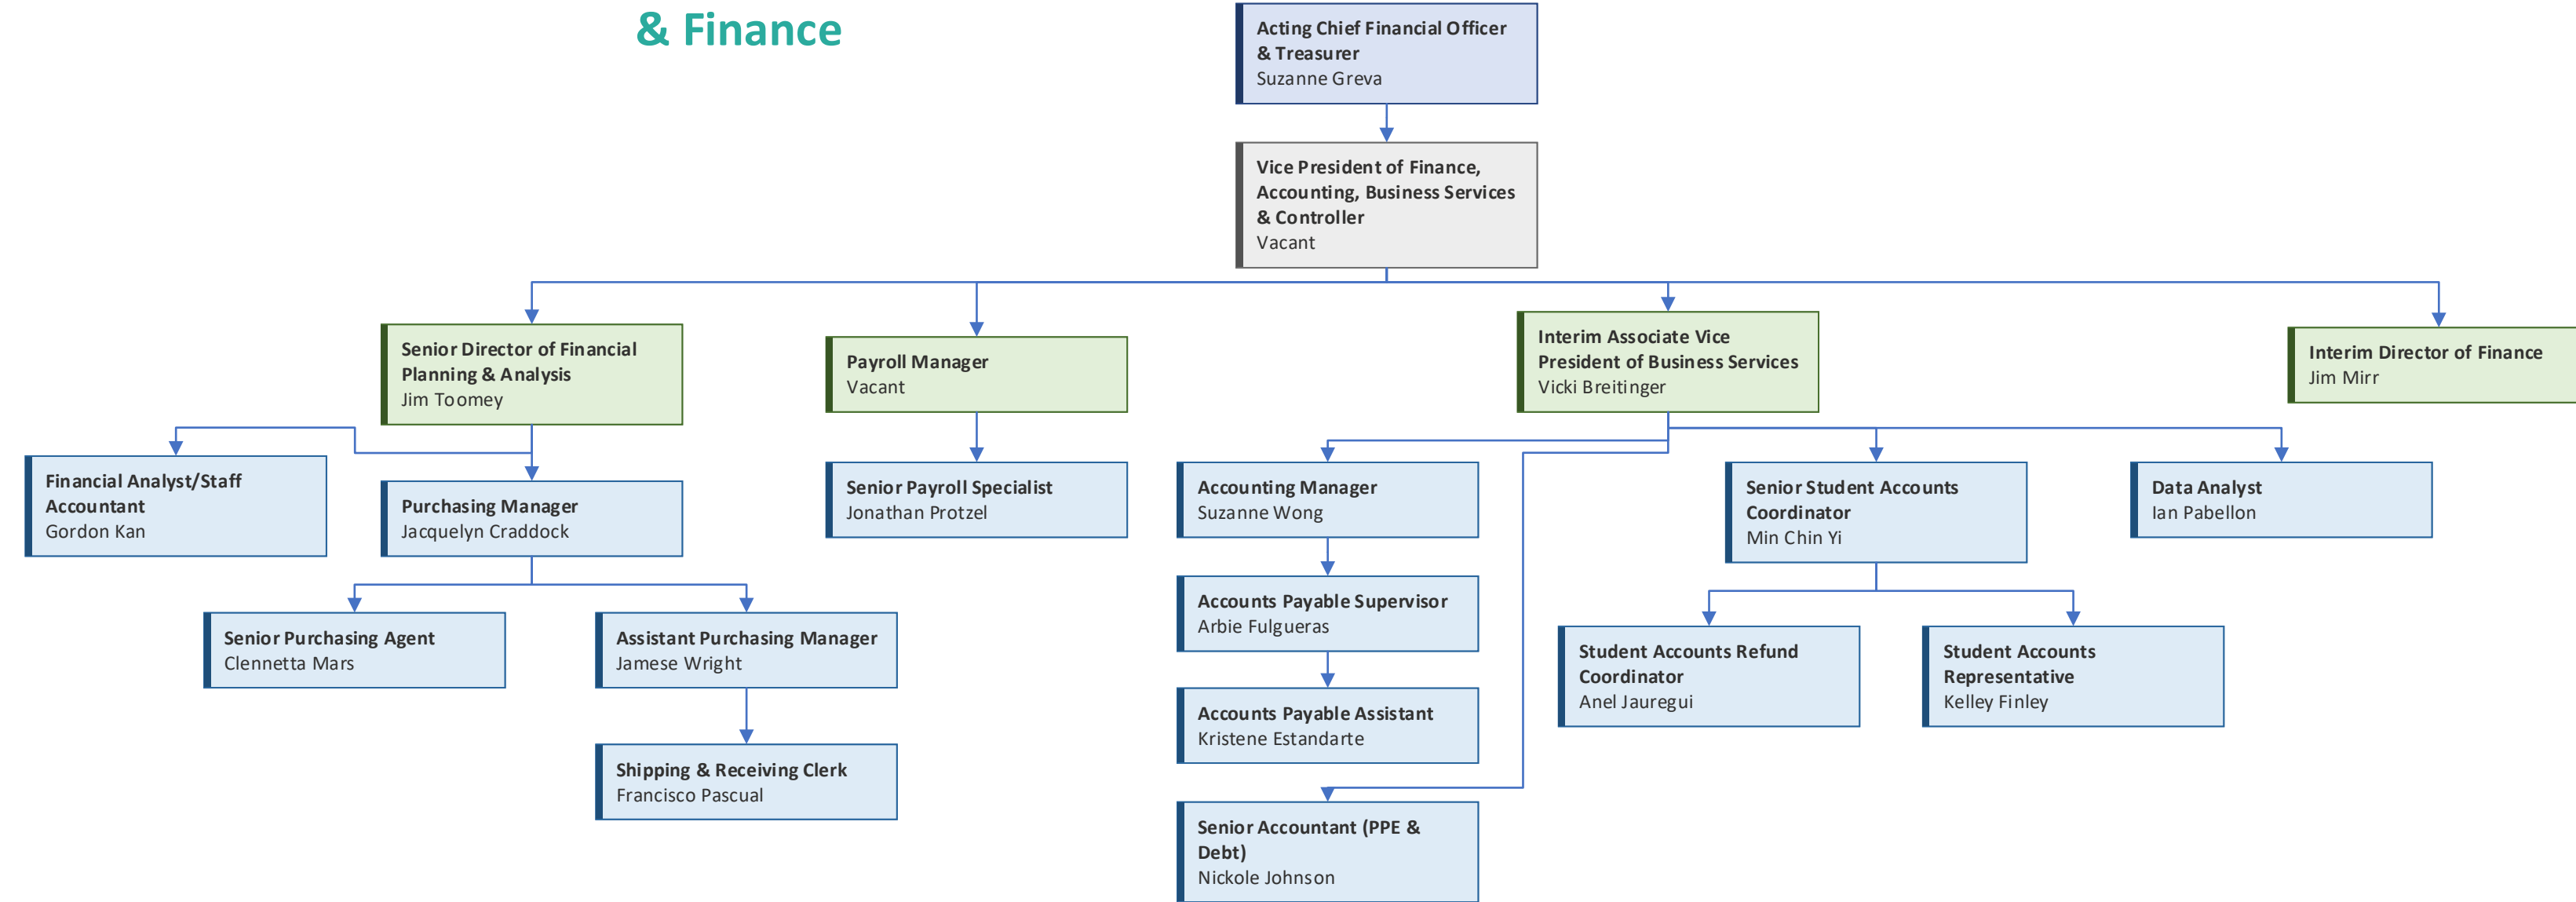 & Finance
Acting Chief Financial Officer
& Treasurer
Suzanne Greva
Vice President of Finance,
Accounting, Business Services
& Controller
Vacant
Senior Director of Financial
Planning & Analysis
Jim Toomey
Payroll Manager
Vacant
Interim Associate Vice
President of Business Services
Vicki Breitinger
Interim Director of Finance
Jim Mirr
Financial Analyst/Staff
Accountant
Gordon Kan
Purchasing Manager
Jacquelyn Craddock
Senior Payroll Specialist
Jonathan Protzel
Accounting Manager
Suzanne Wong
Senior Student Accounts
Coordinator
Min Chin Yi
Data Analyst
Ian Pabellon
Senior Purchasing Agent
Clennetta Mars
Assistant Purchasing Manager
Jamese Wright
Accounts Payable Supervisor
Arbie Fulgueras
Student Accounts Refund
Coordinator
Anel Jauregui
Student Accounts
Representative
Kelley Finley
Accounts Payable Assistant
Kristene Estandarte
Shipping & Receiving Clerk
Francisco Pascual
Senior Accountant (PPE &
Debt)
Nickole Johnson